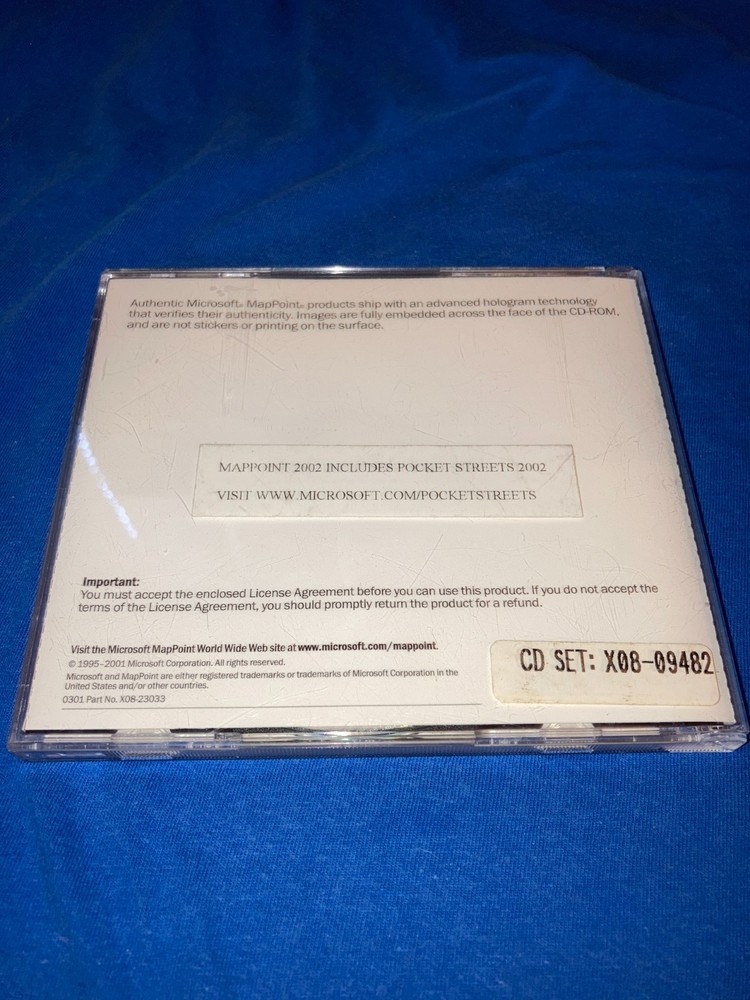 Authentic Microsoft® MapPoint® products ship with an advanced hologram technology
that verifies their authenticity. Images are fully embedded across the face of the CD-ROM,
and are not stickers or printing on the surface.
MAPPOINT 2002 INCLUDES POCKET STREETS 2002
VISIT WWW.MICROSOFT.COM/POCKETSTREETS
Important:
You must accept the enclosed License Agreement before you can use this product. If you do not accept the
terms of the License Agreement, you should promptly return the product for a refund.
Visit the Microsoft MapPoint World Wide Web site at www.microsoft.com/mappoint.
© 1995–2001 Microsoft Corporation. All rights reserved.
Microsoft and MapPoint are either registered trademarks or trademarks of Microsoft Corporation in the
United States and/or other countries.
0301 Part No. X08-23033
CD SET: X08-09482